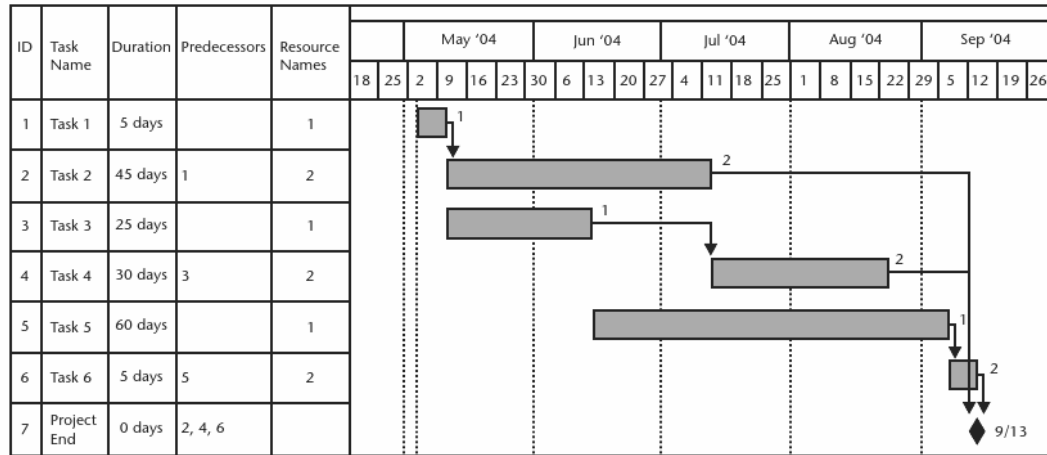 ID Task Name Duration Predecessors Resource Names
May '04 Jun '04 Jul '04 Aug '04 Sep '04
18 25 2 9 16 23 30 6 13 20 27 4 11 18 25 1 8 15 22 29 5 12 19 26
1 Task 1 5 days 1 1
2 Task 2 45 days 1 2 2
3 Task 3 25 days 1 1
4 Task 4 30 days 3 2 2
5 Task 5 60 days 1 1
6 Task 6 5 days 5 2 2
7 Project End 0 days 2, 4, 6 9/13